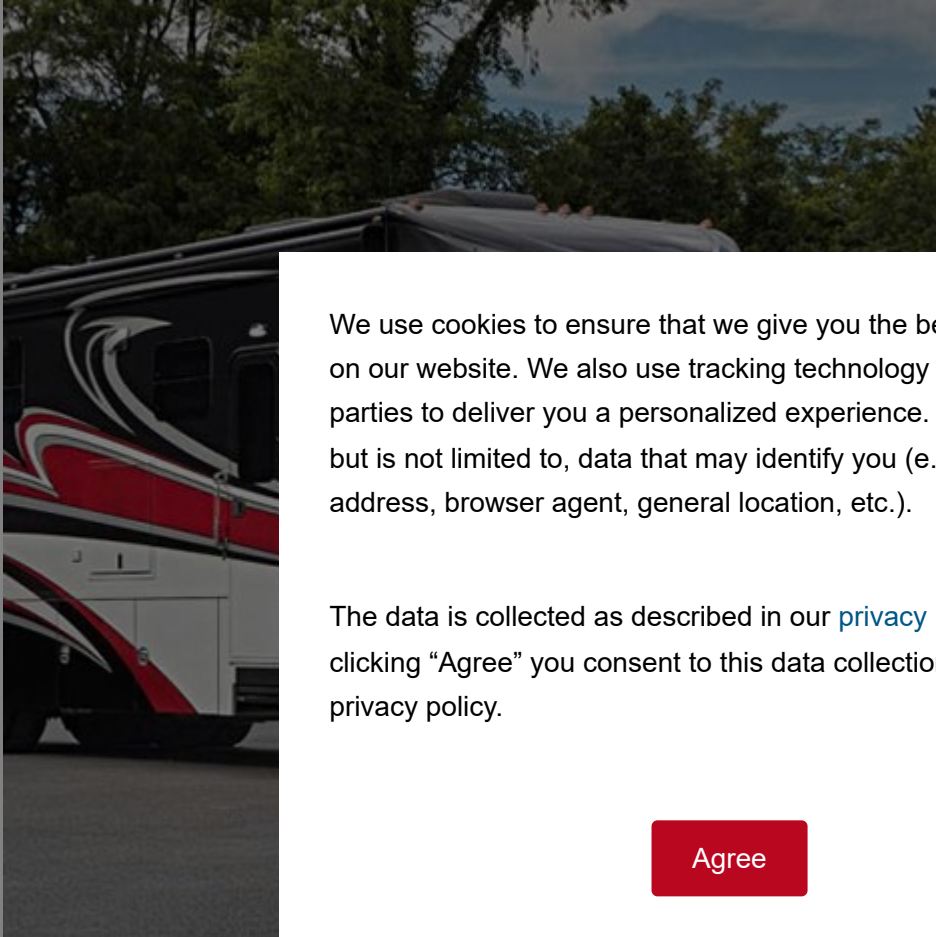 We use cookies to ensure that we give you the
on our website. We also use tracking technology
parties to deliver you a personalized experience.
but is not limited to, data that may identify you (e.
address, browser agent, general location, etc.).
The data is collected as described in our privacy
clicking “Agree” you consent to this data collection
privacy policy.
Agree